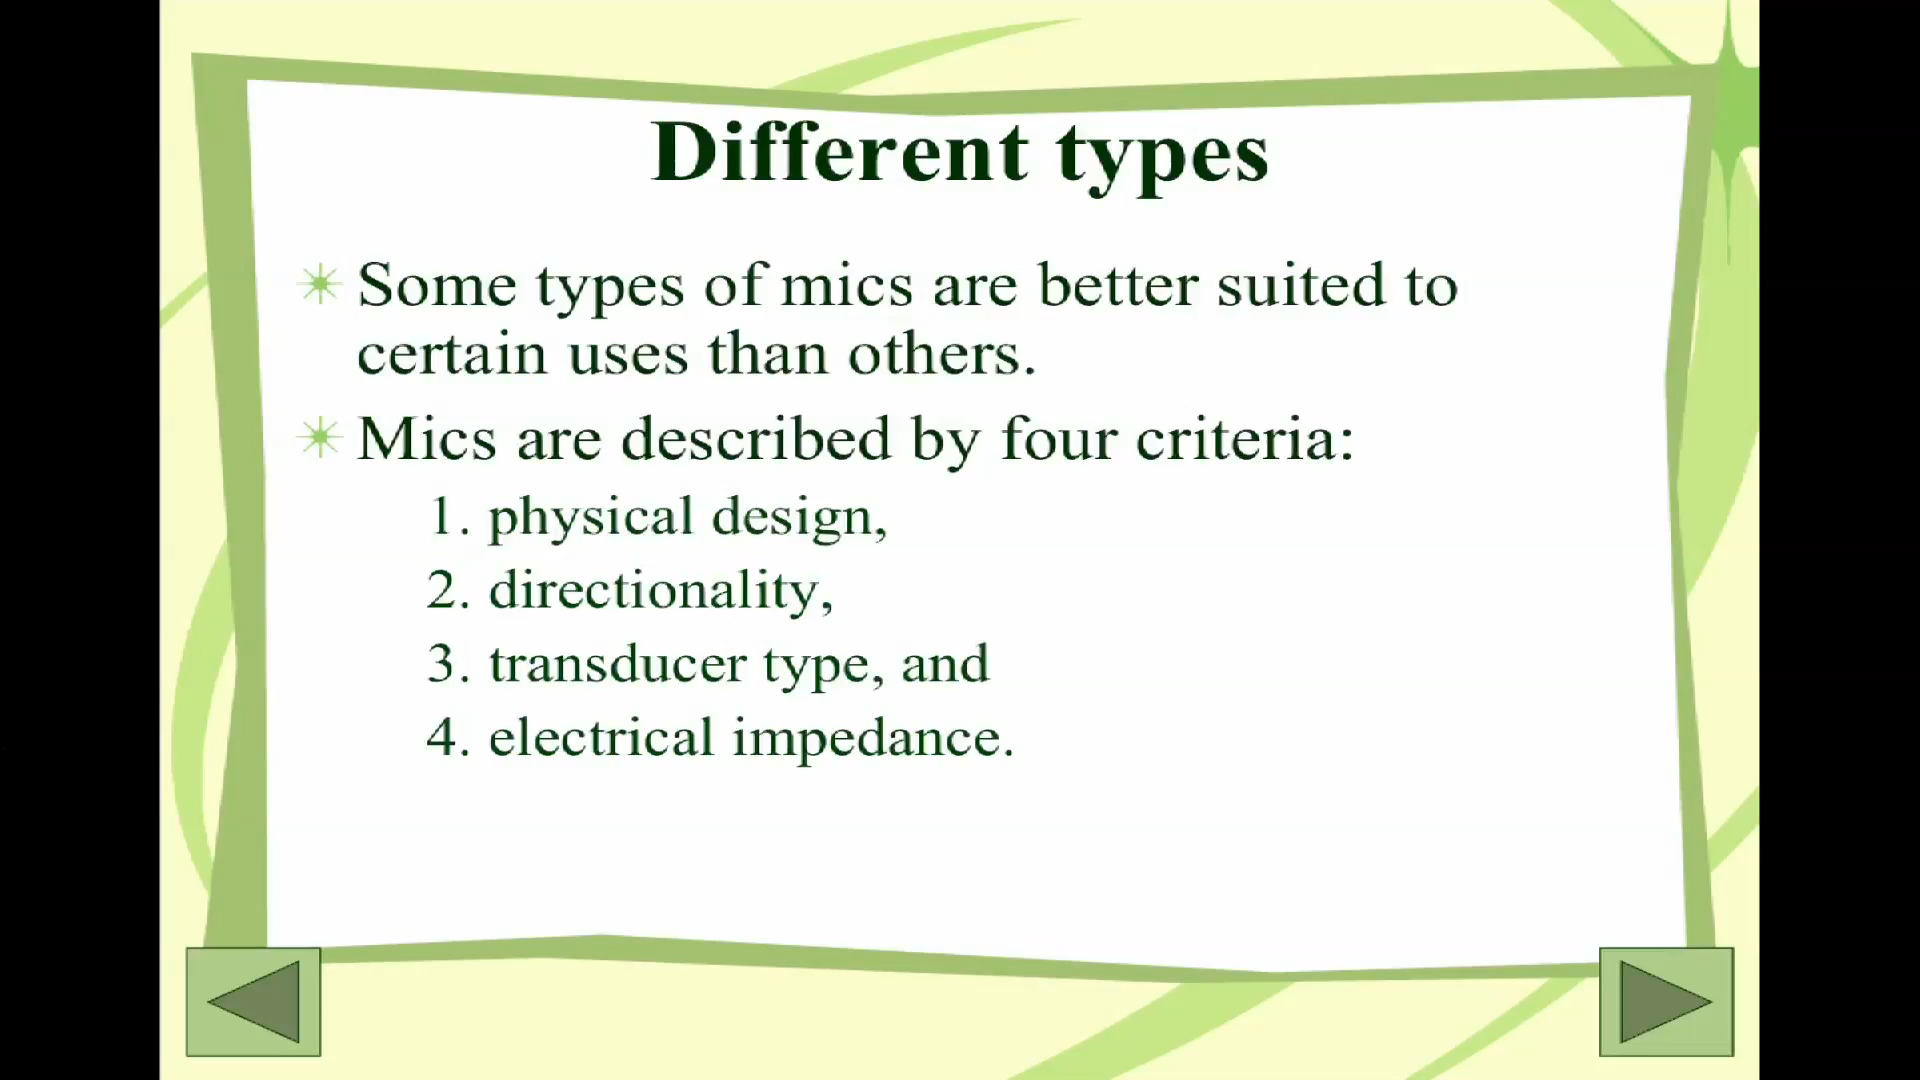 Different types
Some types of mics are better suited to
certain uses than others.
Mics are described by four criteria:
1. physical design,
2. directionality,
3. transducer type, and
4. electrical impedance.